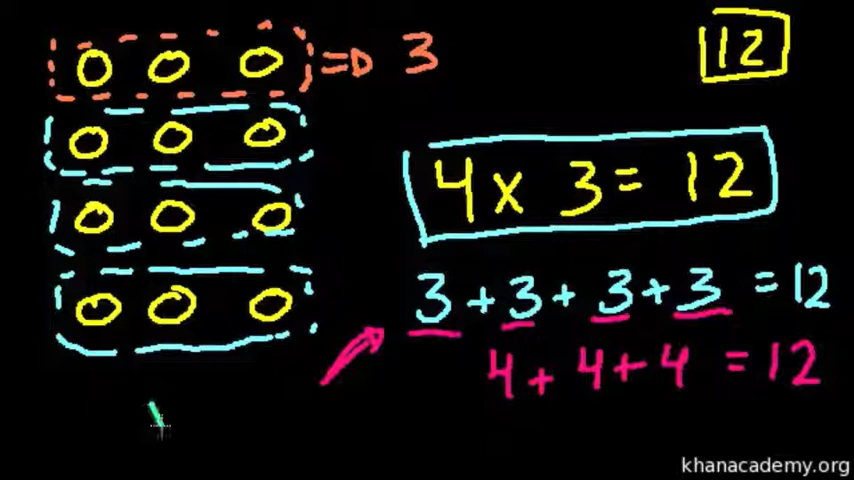 => 3
12
4 x 3 = 12
3 + 3 + 3 + 3 = 12
4 + 4 + 4 = 12
khanacademy.org